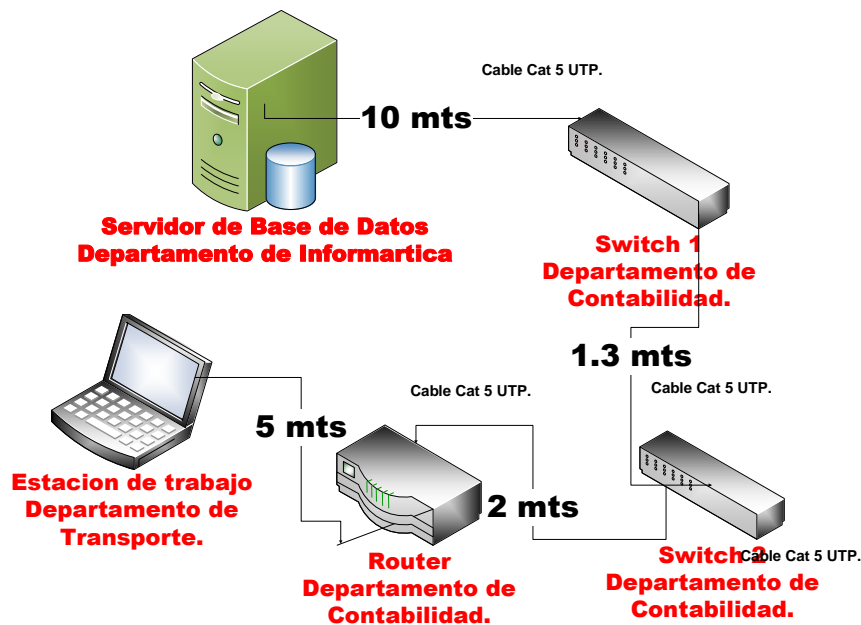 Cable Cat 5 UTP.
10 mts
Servidor de Base de Datos
Departamento de Informartica
Switch 1
Departamento de
Contabilidad.
1.3 mts
Cable Cat 5 UTP.
Cable Cat 5 UTP.
5 mts
Estacion de trabajo
Departamento de
Transporte.
2 mts
Router
Departamento de
Contabilidad.
Switch 2
Cable Cat 5 UTP.
Departamento de
Contabilidad.